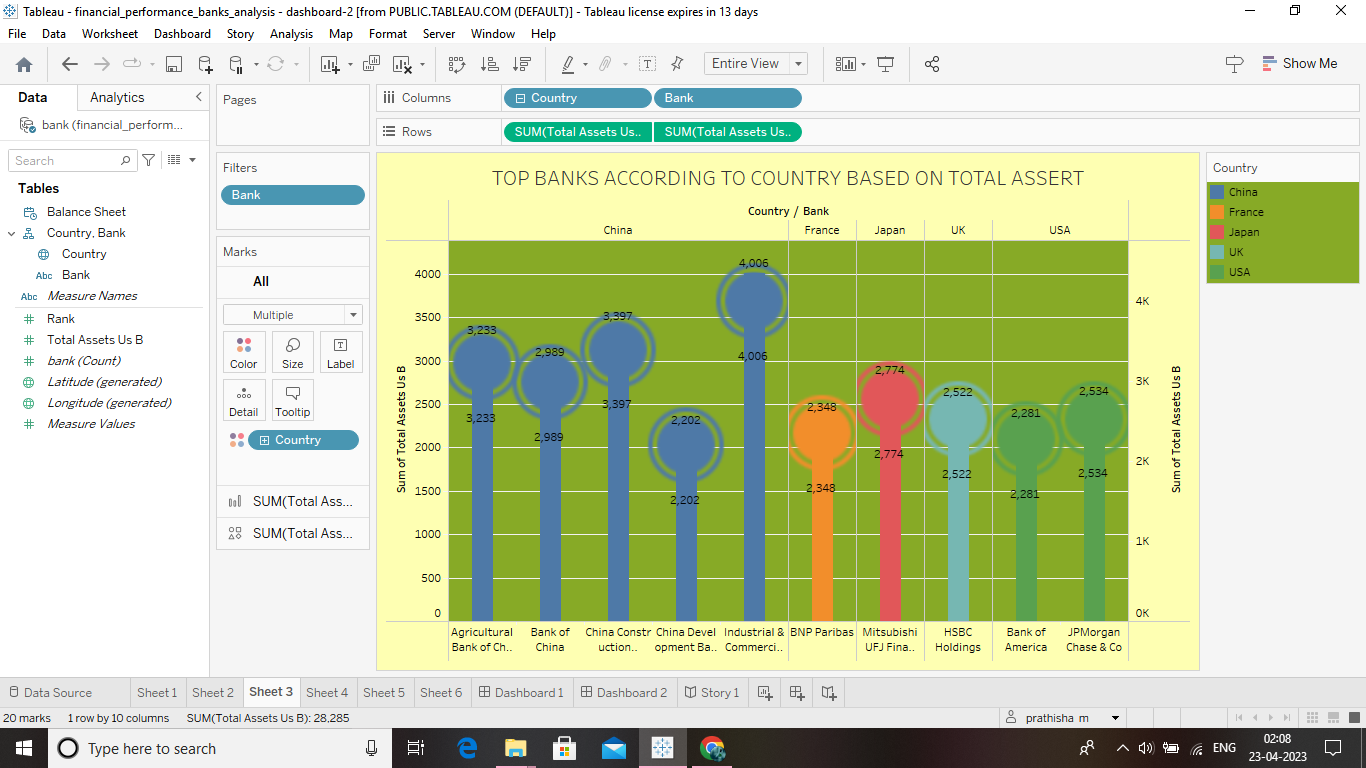 Tableau - financial_performance_banks_analysis - dashboard-2 [from PUBLIC.TABLEAU.COM (DEFAULT)] - Tableau license expires in 13 days
File Data Worksheet Dashboard Story Analysis Map Format Server Window Help
Entire View
Show Me
Data Analytics
bank (financial_perform...
Search
Tables
Balance Sheet
Country, Bank
Country
Abc Bank
Abc Measure Names
Rank
Total Assets Us B
bank (Count)
Latitude (generated)
Longitude (generated)
Measure Values
Pages
Filters
Bank
Marks
All
Multiple
Color Size Label
Detail Tooltip
Country
SUM(Total Ass...
SUM(Total Ass...
Columns Country Bank
Rows SUM(Total Assets Us.. SUM(Total Assets Us..
TOP BANKS ACCORDING TO COUNTRY BASED ON TOTAL ASSERT
Country / Bank
China France Japan UK USA
Sum of Total Assets Us B
4000
3500
3000
2500
2000
1500
1000
500
0
3,233
3,233
2,989
2,989
3,397
3,397
2,202
2,202
4,006
4,006
2,348
2,348
2,774
2,774
2,522
2,522
2,281
2,281
2,534
2,534
4K
3K
2K
1K
0K
Sum of Total Assets Us B
Agricultural
Bank of Ch..
Bank of
China
China Constr
uction..
China Devel
opment Ba..
Industrial &
Commerci..
BNP Paribas
Mitsubishi
UFJ Fina..
HSBC
Holdings
Bank of
America
JPMorgan
Chase & Co
Country
China
France
Japan
UK
USA
Data Source Sheet 1 Sheet 2 Sheet 3 Sheet 4 Sheet 5 Sheet 6 Dashboard 1 Dashboard 2 Story 1
20 marks 1 row by 10 columns SUM(Total Assets Us B): 28,285
prathisha m
Type here to search
ENG
02:08
23-04-2023